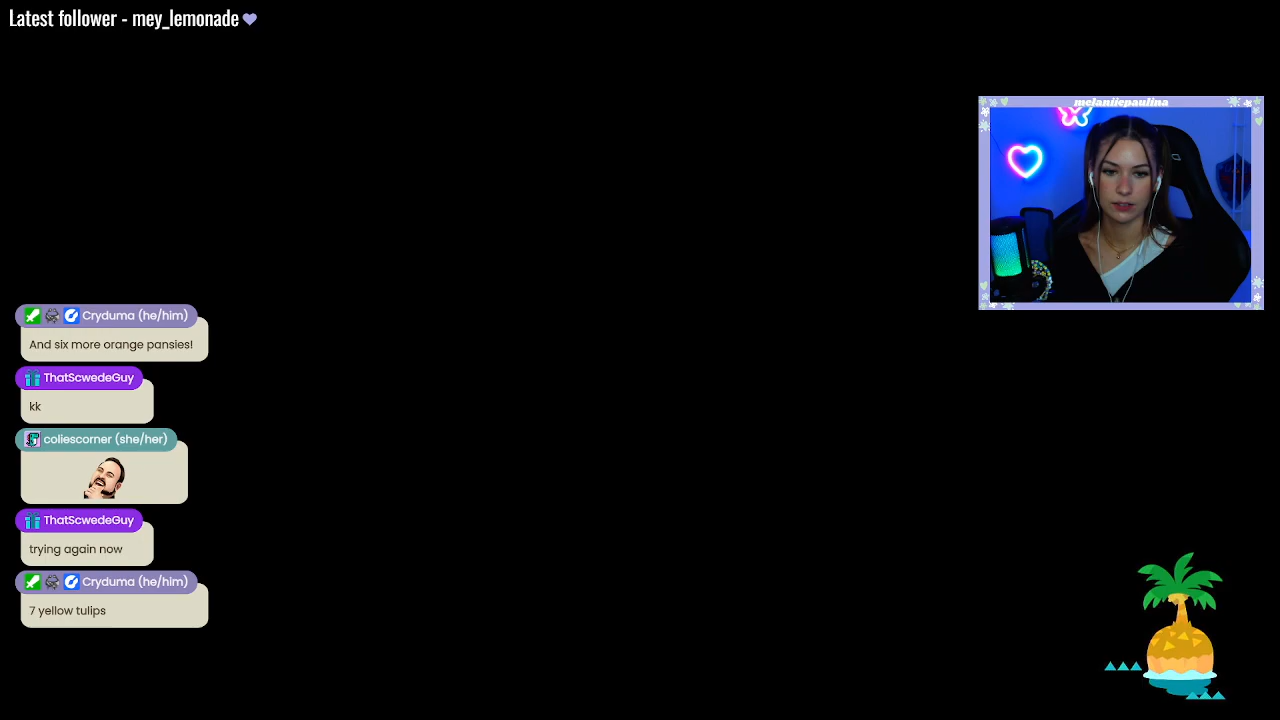 Latest follower - mey_lemonade
melaniiepaulina
Cryduma (he/him)
And six more orange pansies!
ThatScwedeGuy
kk
coliescorner (she/her)
ThatScwedeGuy
trying again now
Cryduma (he/him)
7 yellow tulips